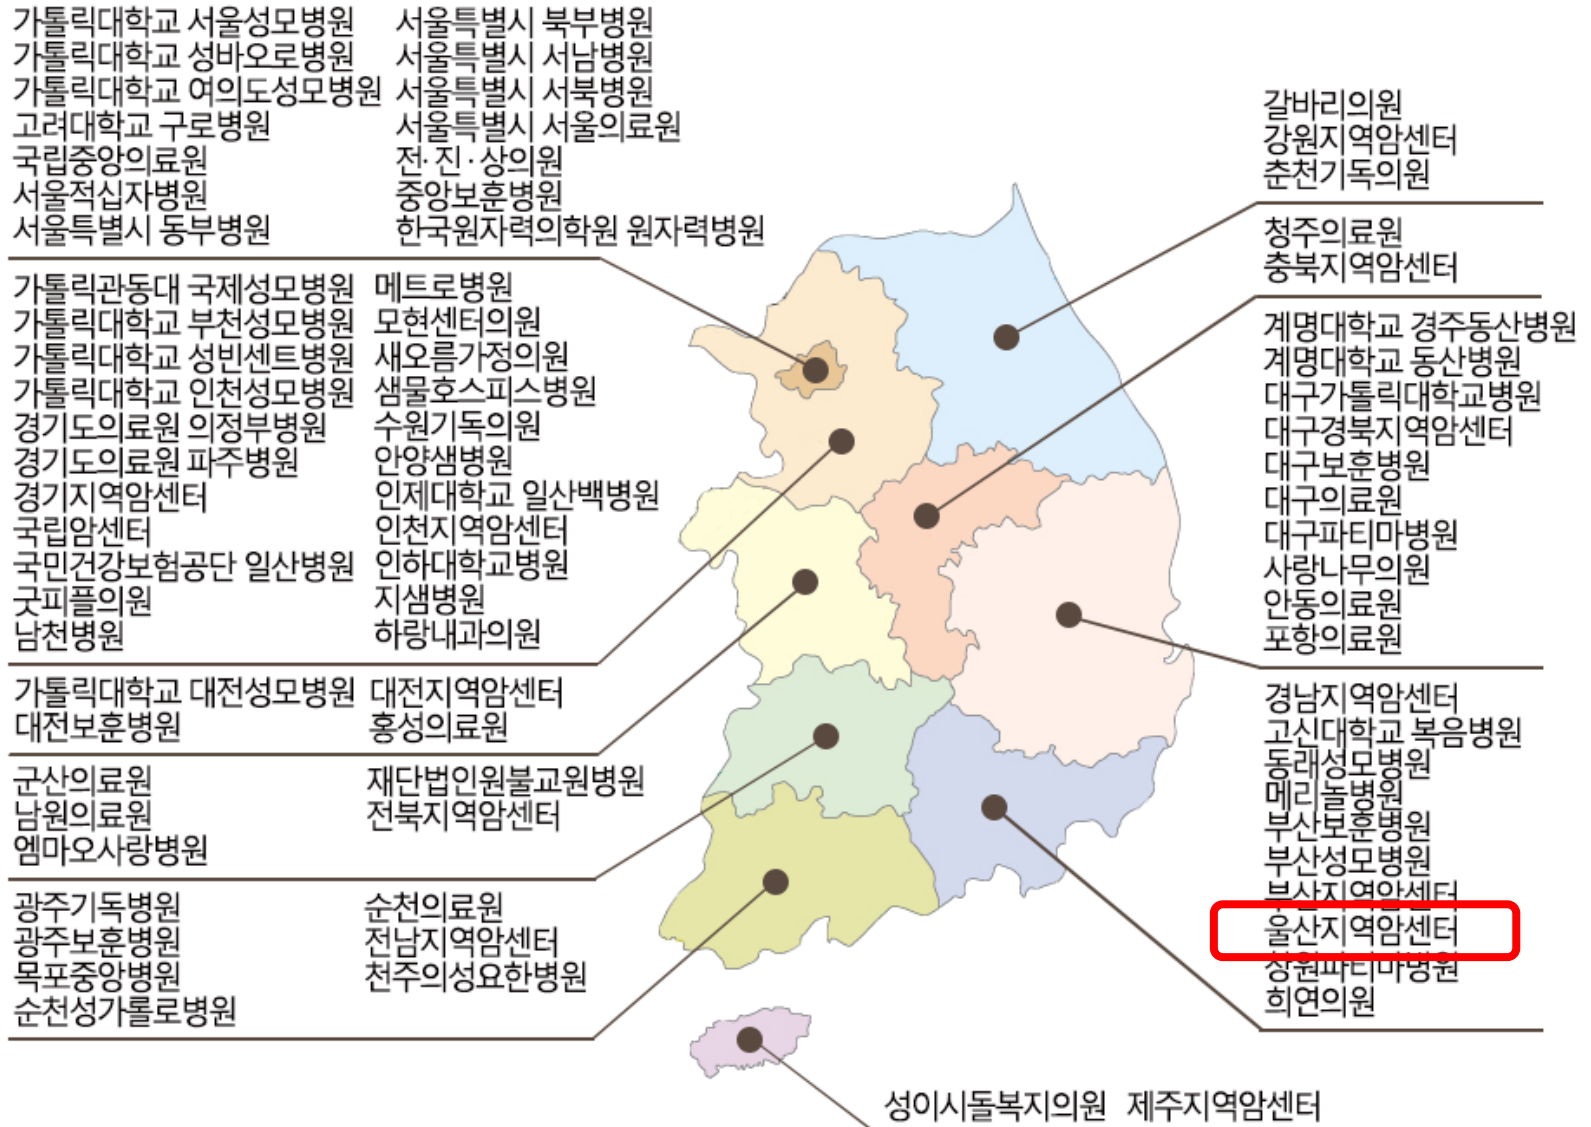 가톨릭대학교 서울성모병원
가톨릭대학교 성바오로병원
가톨릭대학교 여의도성모병원
고려대학교 구로병원
국립중앙의료원
서울적십자병원
서울특별시 동부병원
서울특별시 북부병원
서울특별시 서남병원
서울특별시 서북병원
서울특별시 서울의료원
전·진·상의원
중앙보훈병원
한국원자력의학원 원자력병원
가톨릭관동대 국제성모병원
가톨릭대학교 부천성모병원
가톨릭대학교 성빈센트병원
가톨릭대학교 인천성모병원
경기도의료원 의정부병원
경기도의료원 파주병원
경기지역암센터
국립암센터
국민건강보험공단 일산병원
굿피플의원
남천병원
메트로병원
모현센터의원
새오름가정의원
샘물호스피스병원
수원기독의원
안양샘병원
인제대학교 일산백병원
인천지역암센터
인하대학교병원
지샘병원
하랑내과의원
가톨릭대학교 대전성모병원
대전보훈병원
대전지역암센터
홍성의료원
군산의료원
남원의료원
엠마오사랑병원
재단법인원불교원병원
전북지역암센터
광주기독병원
광주보훈병원
목포중앙병원
순천성가롤로병원
순천의료원
전남지역암센터
천주의성요한병원
갈바리의원
강원지역암센터
춘천기독의원
청주의료원
충북지역암센터
계명대학교 경주동산병원
계명대학교 동산병원
대구가톨릭대학교병원
대구경북지역암센터
대구보훈병원
대구의료원
대구파티마병원
사랑나무의원
안동의료원
포항의료원
경남지역암센터
고신대학교 복음병원
동래성모병원
메리놀병원
부산보훈병원
부산성모병원
부산지역암센터
울산지역암센터
창원파티마병원
희연의원
성이시돌복지의원 제주지역암센터